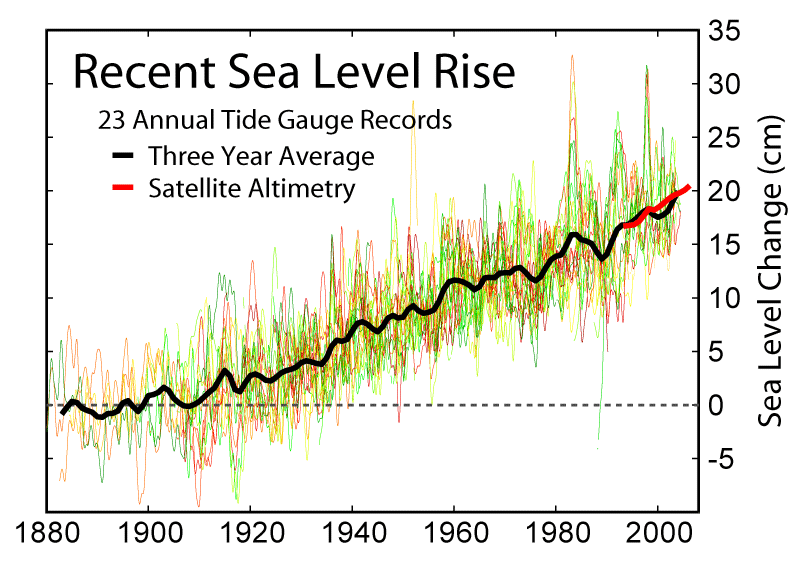 Recent Sea Level Rise
23 Annual Tide Gauge Records
Three Year Average
Satellite Altimetry
35
30
25
20
15
10
5
0
-5
Sea Level Change (cm)
1880 1900 1920 1940 1960 1980 2000